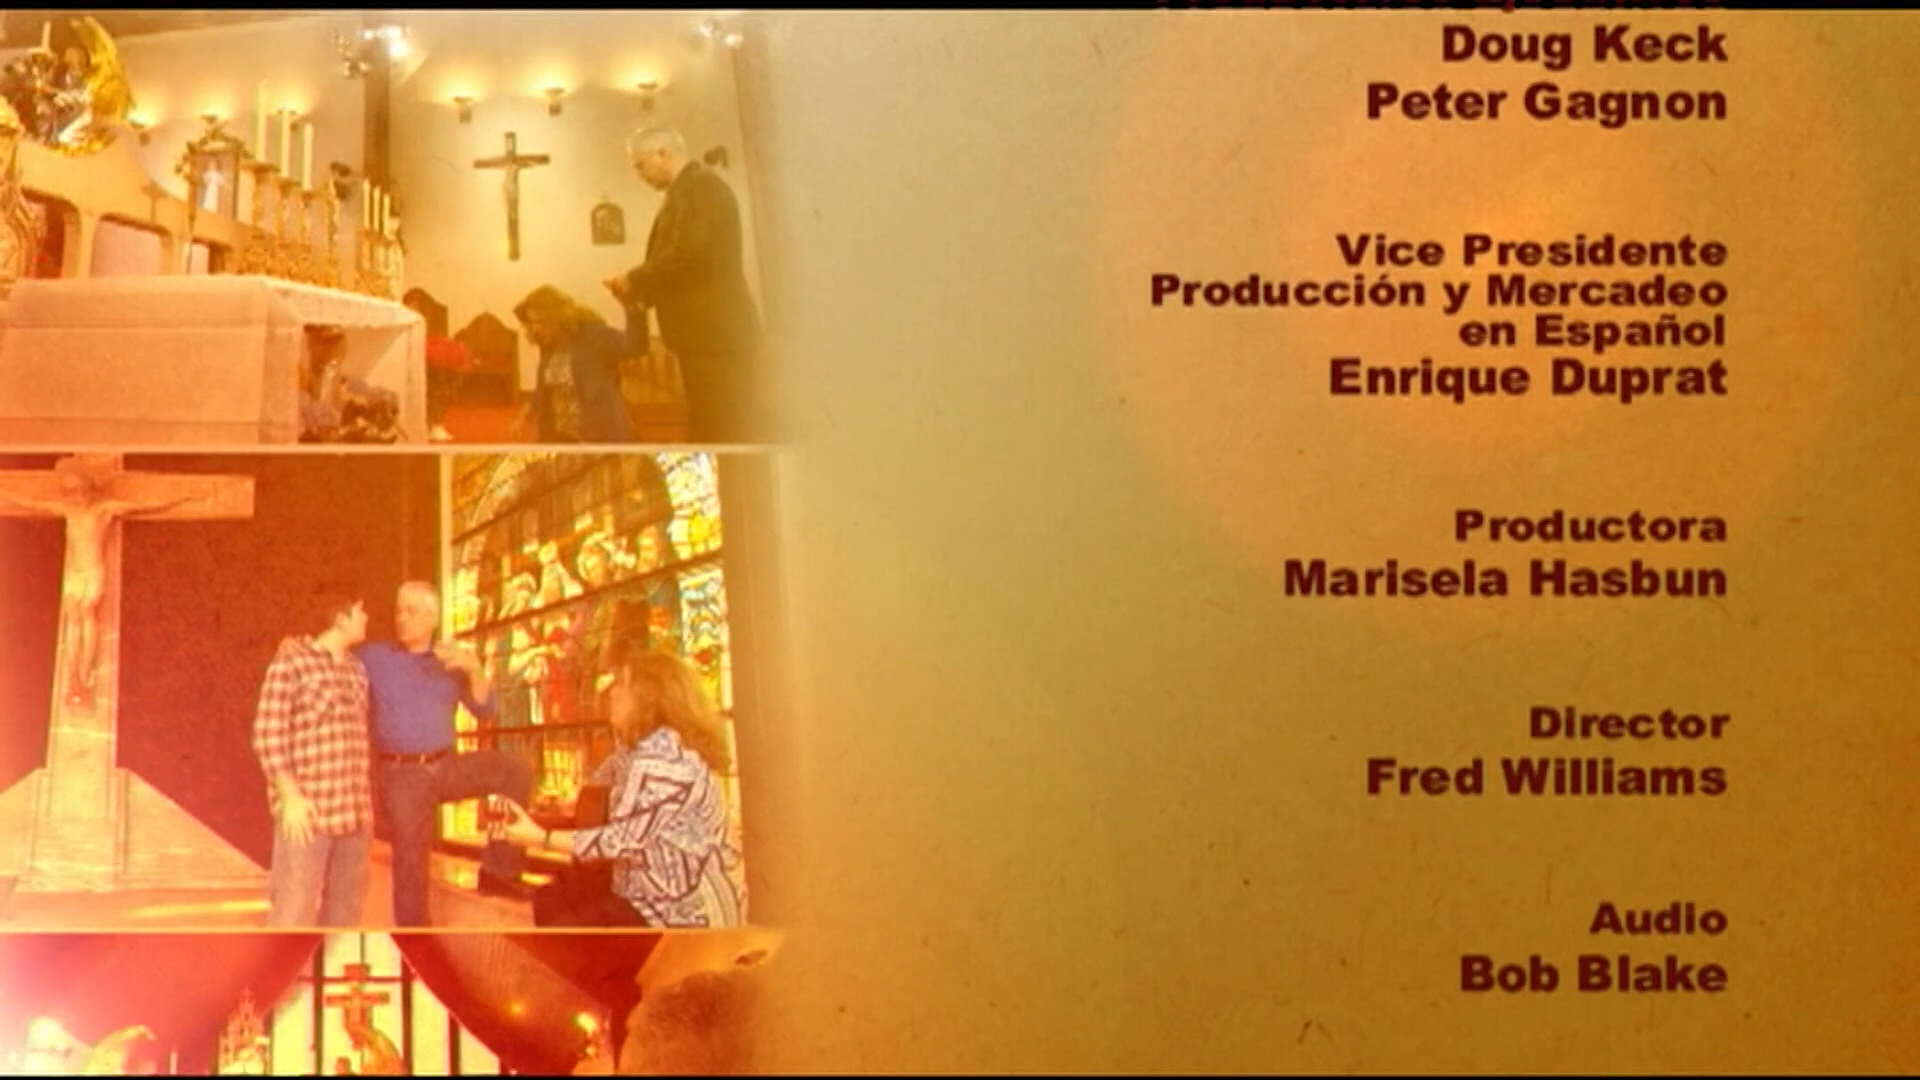 Doug Keck
Peter Gagnon
Vice Presidente
Producción y Mercadeo
en Español
Enrique Duprat
Productora
Marisela Hasbun
Director
Fred Williams
Audio
Bob Blake